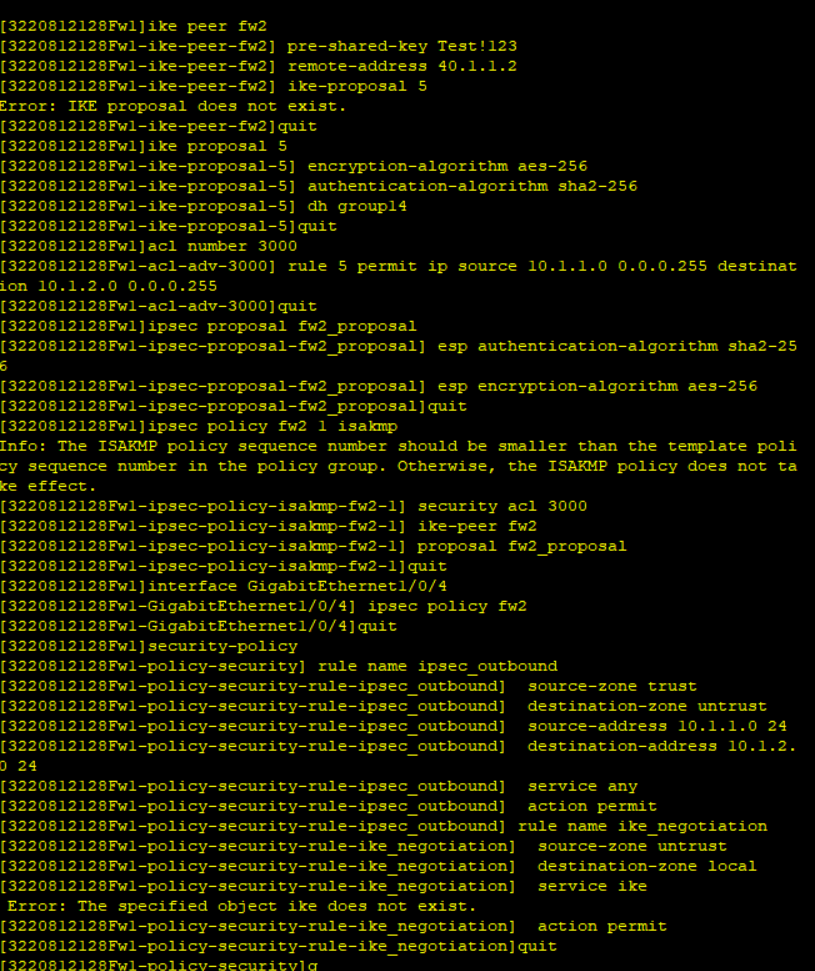 [3220812128Fw1]ike peer fw2
[3220812128Fw1-ike-peer-fw2] pre-shared-key Test!123
[3220812128Fw1-ike-peer-fw2] remote-address 40.1.1.2
[3220812128Fw1-ike-peer-fw2] ike-proposal 5
Error: IKE proposal does not exist.
[3220812128Fw1-ike-peer-fw2]quit
[3220812128Fw1]ike proposal 5
[3220812128Fw1-ike-proposal-5] encryption-algorithm aes-256
[3220812128Fw1-ike-proposal-5] authentication-algorithm sha2-256
[3220812128Fw1-ike-proposal-5] dh group14
[3220812128Fw1-ike-proposal-5]quit
[3220812128Fw1]acl number 3000
[3220812128Fw1-acl-adv-3000] rule 5 permit ip source 10.1.1.0 0.0.0.255 destinat
ion 10.1.2.0 0.0.0.255
[3220812128Fw1-acl-adv-3000]quit
[3220812128Fw1]ipsec proposal fw2_proposal
[3220812128Fw1-ipsec-proposal-fw2_proposal] esp authentication-algorithm sha2-25
6
[3220812128Fw1-ipsec-proposal-fw2_proposal] esp encryption-algorithm aes-256
[3220812128Fw1-ipsec-proposal-fw2_proposal]quit
[3220812128Fw1]ipsec policy fw2 1 isakmp
Info: The ISAKMP policy sequence number should be smaller than the template poli
cy sequence number in the policy group. Otherwise, the ISAKMP policy does not ta
ke effect.
[3220812128Fw1-ipsec-policy-isakmp-fw2-1] security acl 3000
[3220812128Fw1-ipsec-policy-isakmp-fw2-1] ike-peer fw2
[3220812128Fw1-ipsec-policy-isakmp-fw2-1] proposal fw2_proposal
[3220812128Fw1-ipsec-policy-isakmp-fw2-1]quit
[3220812128Fw1]interface GigabitEthernet1/0/4
[3220812128Fw1-GigabitEthernet1/0/4] ipsec policy fw2
[3220812128Fw1-GigabitEthernet1/0/4]quit
[3220812128Fw1]security-policy
[3220812128Fw1-policy-security] rule name ipsec_outbound
[3220812128Fw1-policy-security-rule-ipsec_outbound]  source-zone trust
[3220812128Fw1-policy-security-rule-ipsec_outbound]  destination-zone untrust
[3220812128Fw1-policy-security-rule-ipsec_outbound]  source-address 10.1.1.0 24
[3220812128Fw1-policy-security-rule-ipsec_outbound]  destination-address 10.1.2.
0 24
[3220812128Fw1-policy-security-rule-ipsec_outbound]  service any
[3220812128Fw1-policy-security-rule-ipsec_outbound]  action permit
[3220812128Fw1-policy-security-rule-ipsec_outbound] rule name ike_negotiation
[3220812128Fw1-policy-security-rule-ike_negotiation]  source-zone untrust
[3220812128Fw1-policy-security-rule-ike_negotiation]  destination-zone local
[3220812128Fw1-policy-security-rule-ike_negotiation]  service ike
 Error: The specified object ike does not exist.
[3220812128Fw1-policy-security-rule-ike_negotiation]  action permit
[3220812128Fw1-policy-security-rule-ike_negotiation]quit
[3220812128Fw1-policy-security]q